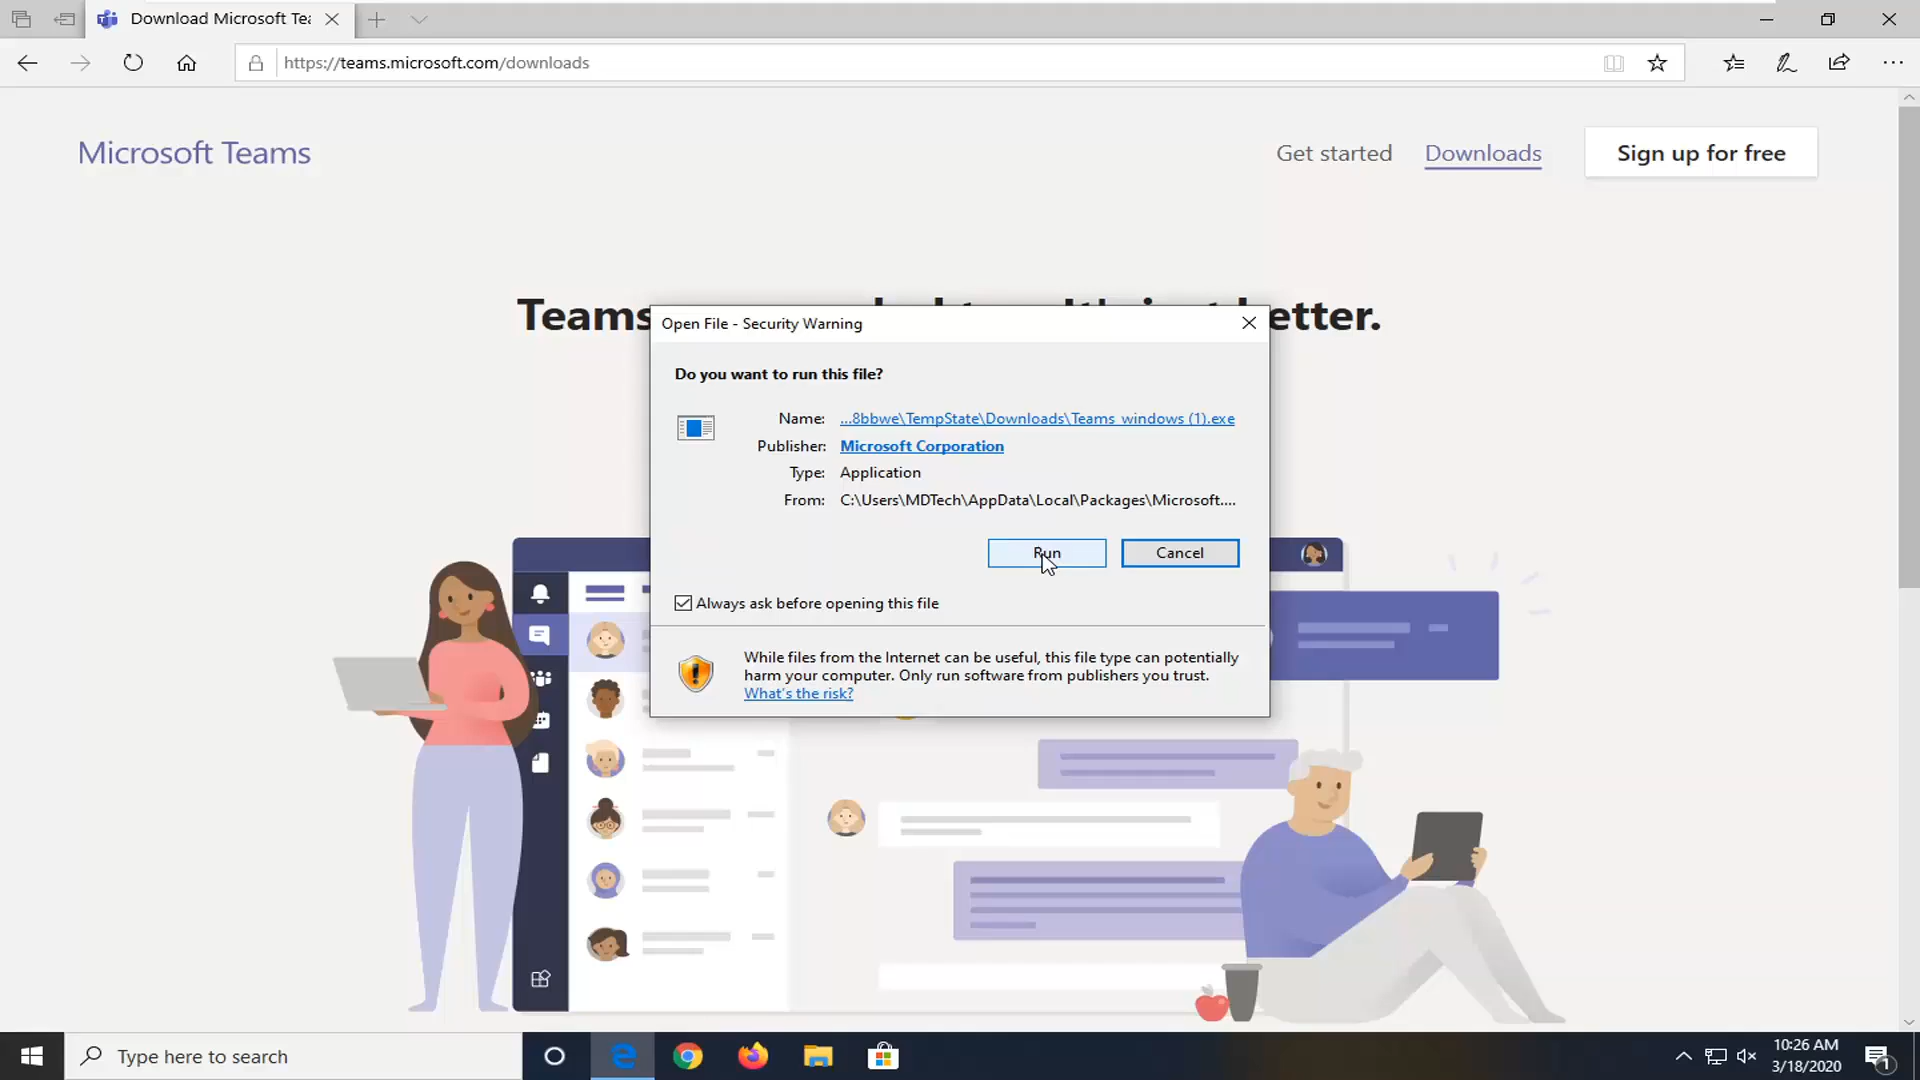 Download Microsoft Tea
https://teams.microsoft.com/downloads
Microsoft Teams
Get started
Downloads
Sign up for free
Teams
etter.
Open File - Security Warning
Do you want to run this file?
Name: ...8bbwe\TempState\Downloads\Teams_windows (1).exe
Publisher: Microsoft Corporation
Type: Application
From: C:\Users\MDTech\AppData\Local\Packages\Microsoft....
Run
Cancel
Always ask before opening this file
While files from the Internet can be useful, this file type can potentially
harm your computer. Only run software from publishers you trust.
What's the risk?
Type here to search
10:26 AM
3/18/2020
1